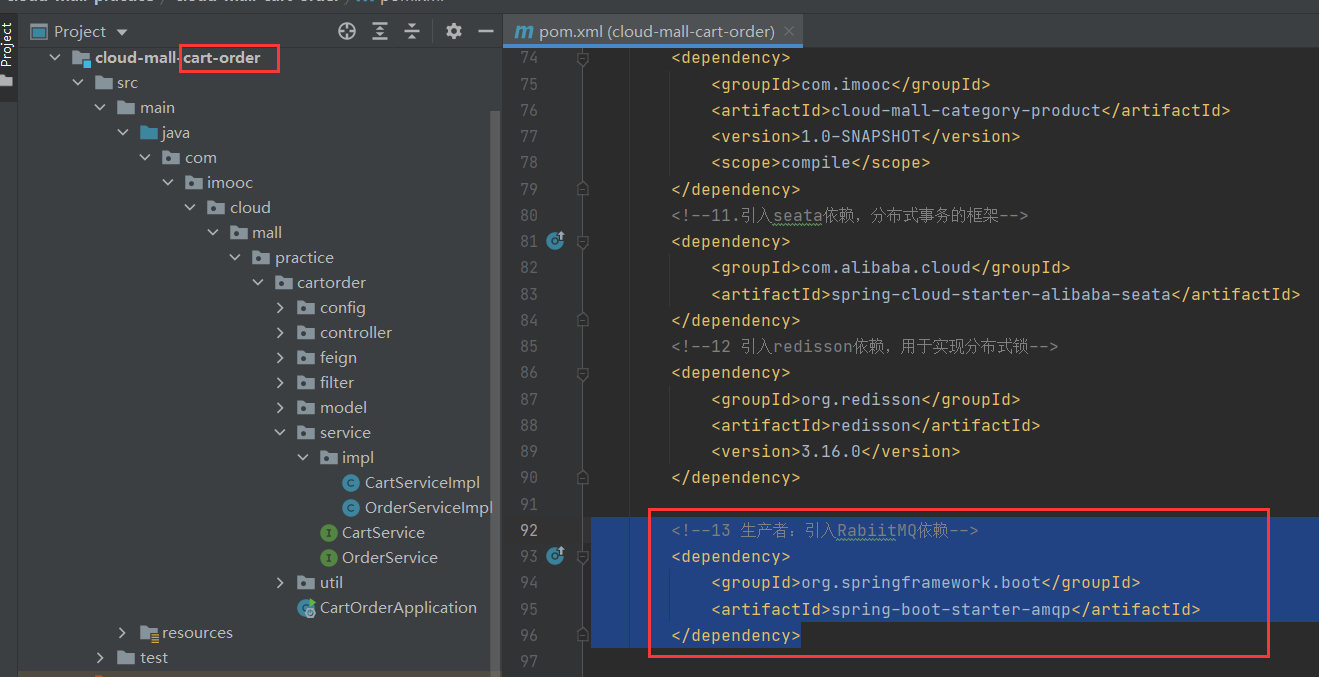 Project
Project
pom.xml (cloud-mall-cart-order)
cloud-mall-cart-order
src
main
java
com
imooc
cloud
mall
practice
cartorder
config
controller
feign
filter
model
service
impl
CartServiceImpl
OrderServiceImpl
CartService
OrderService
util
CartOrderApplication
resources
test
74 <dependency>
75 <groupId>com.imooc</groupId>
76 <artifactId>cloud-mall-category-product</artifactId>
77 <version>1.0-SNAPSHOT</version>
78 <scope>compile</scope>
79 </dependency>
80 <!--11.引入seata依赖，分布式事务的框架-->
81 <dependency>
82 <groupId>com.alibaba.cloud</groupId>
83 <artifactId>spring-cloud-starter-alibaba-seata</artifactId>
84 </dependency>
85 <!--12 引入redisson依赖，用于实现分布式锁-->
86 <dependency>
87 <groupId>org.redisson</groupId>
88 <artifactId>redisson</artifactId>
89 <version>3.16.0</version>
90 </dependency>
91
92 <!--13 生产者：引入RabiitMQ依赖-->
93 <dependency>
94 <groupId>org.springframework.boot</groupId>
95 <artifactId>spring-boot-starter-amqp</artifactId>
96 </dependency>
97